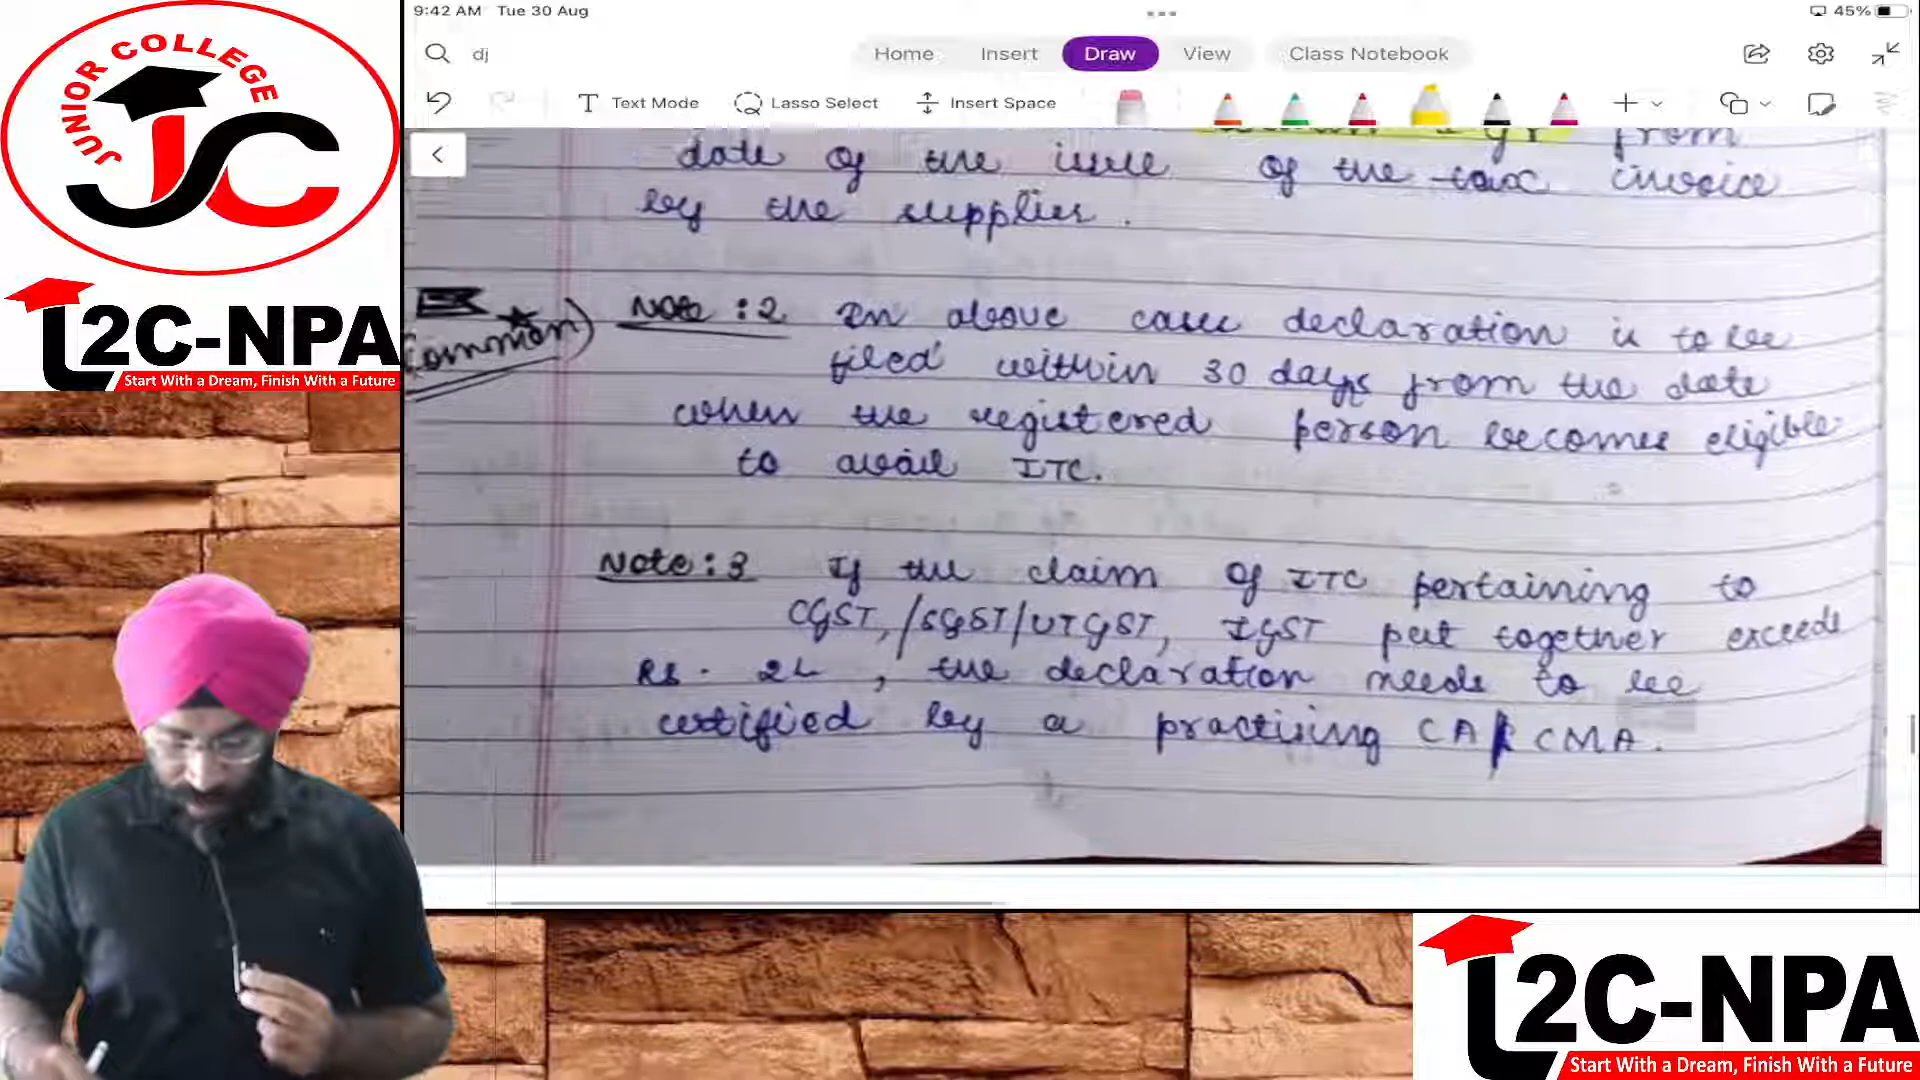 9:42 AM Tue 30 Aug
45%
dj
Home Insert Draw View Class Notebook
Text Mode Lasso Select Insert Space
JUNIOR COLLEGE
JC
L2C-NPA
Start With a Dream, Finish With a Future
1 yr from
date of the issue of the tax invoice
by the supplier.
Common)
Note : 2 In above case declaration is to be
filed within 30 days from the date
when the registered person becomes eligible
to avail ITC.
Note : 3 If the claim of ITC pertaining to
CGST, /SGST/UTGST, IGST put together exceeds
Rs. 2L, the declaration needs to be
certified by a practising CA/ CMA.
L2C-NPA
Start With a Dream, Finish With a Future